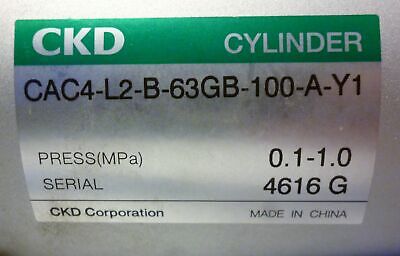 CKD CYLINDER
CAC4-L2-B-63GB-100-A-Y1
PRESS(MPa) 0.1-1.0
SERIAL 4616 G
CKD Corporation MADE IN CHINA